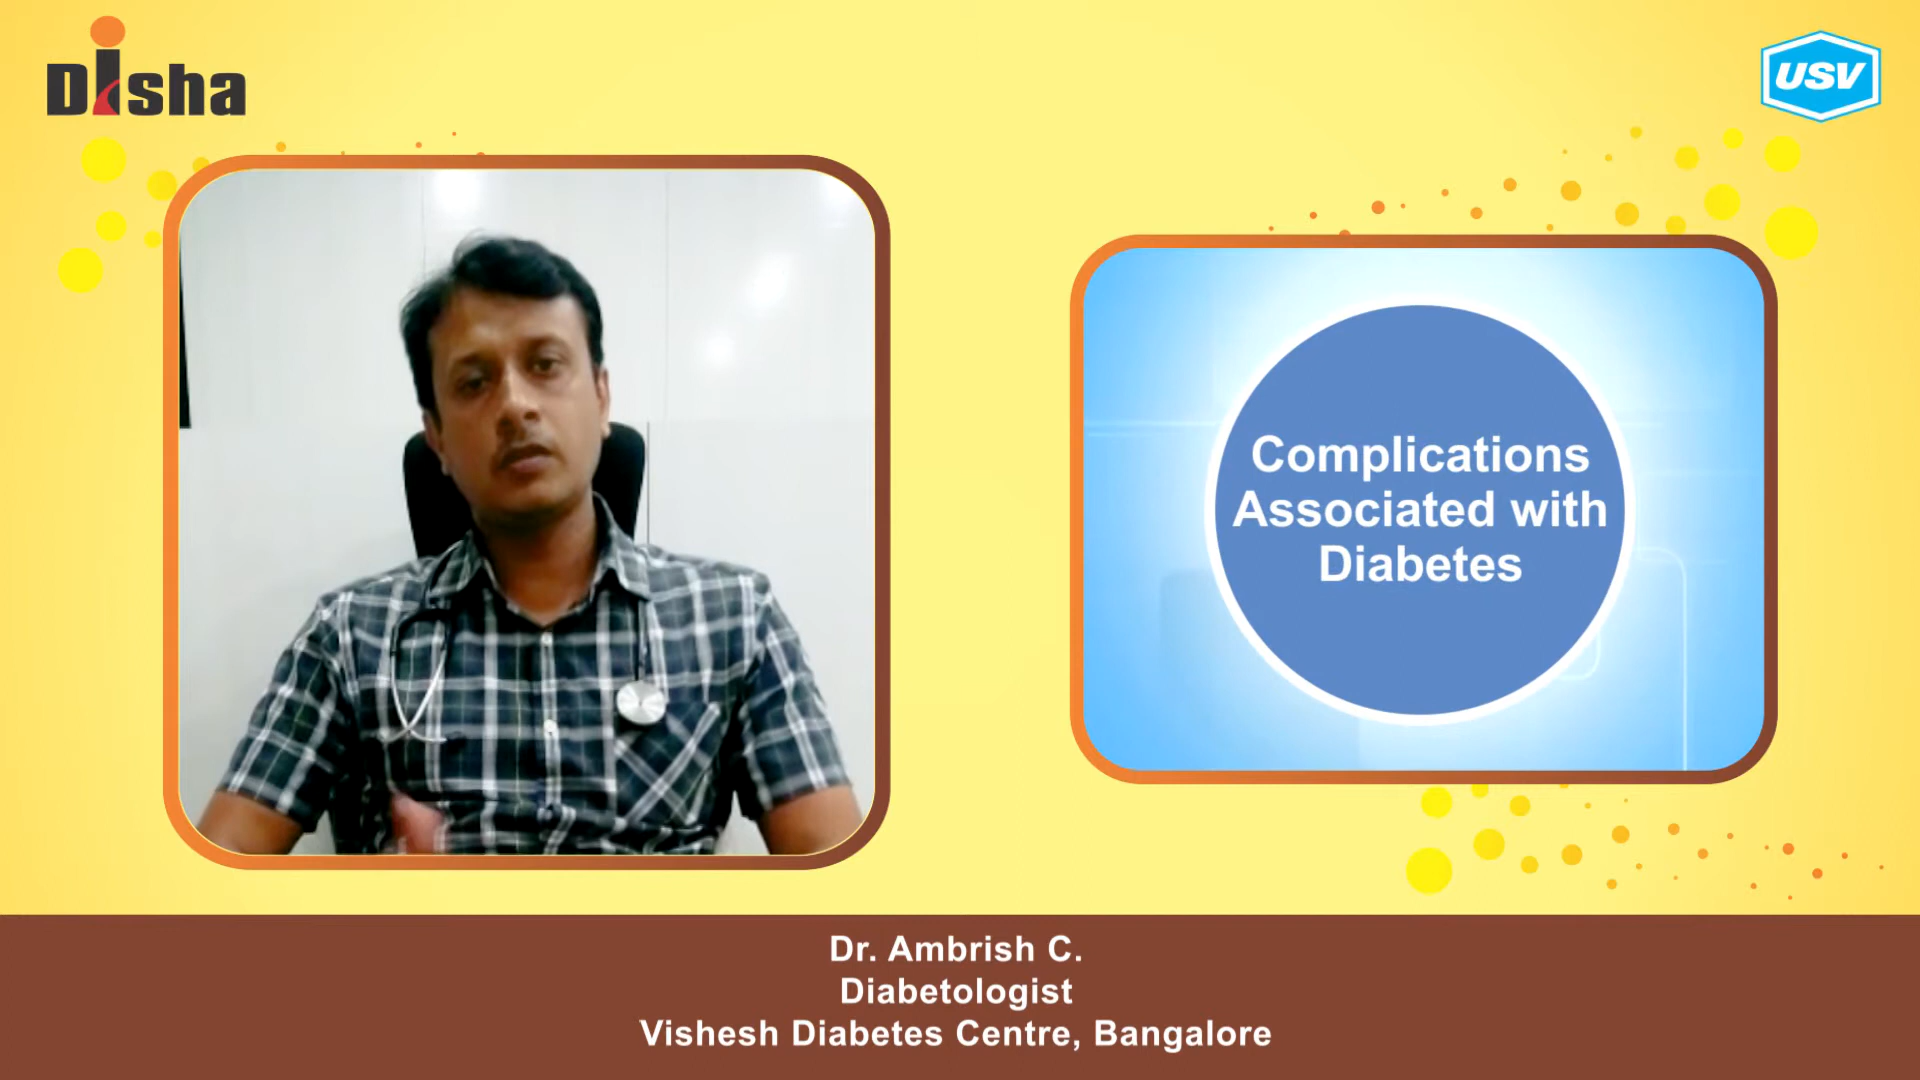 Disha
USV
Complications
Associated with
Diabetes
Dr. Ambrish C.
Diabetologist
Vishesh Diabetes Centre, Bangalore